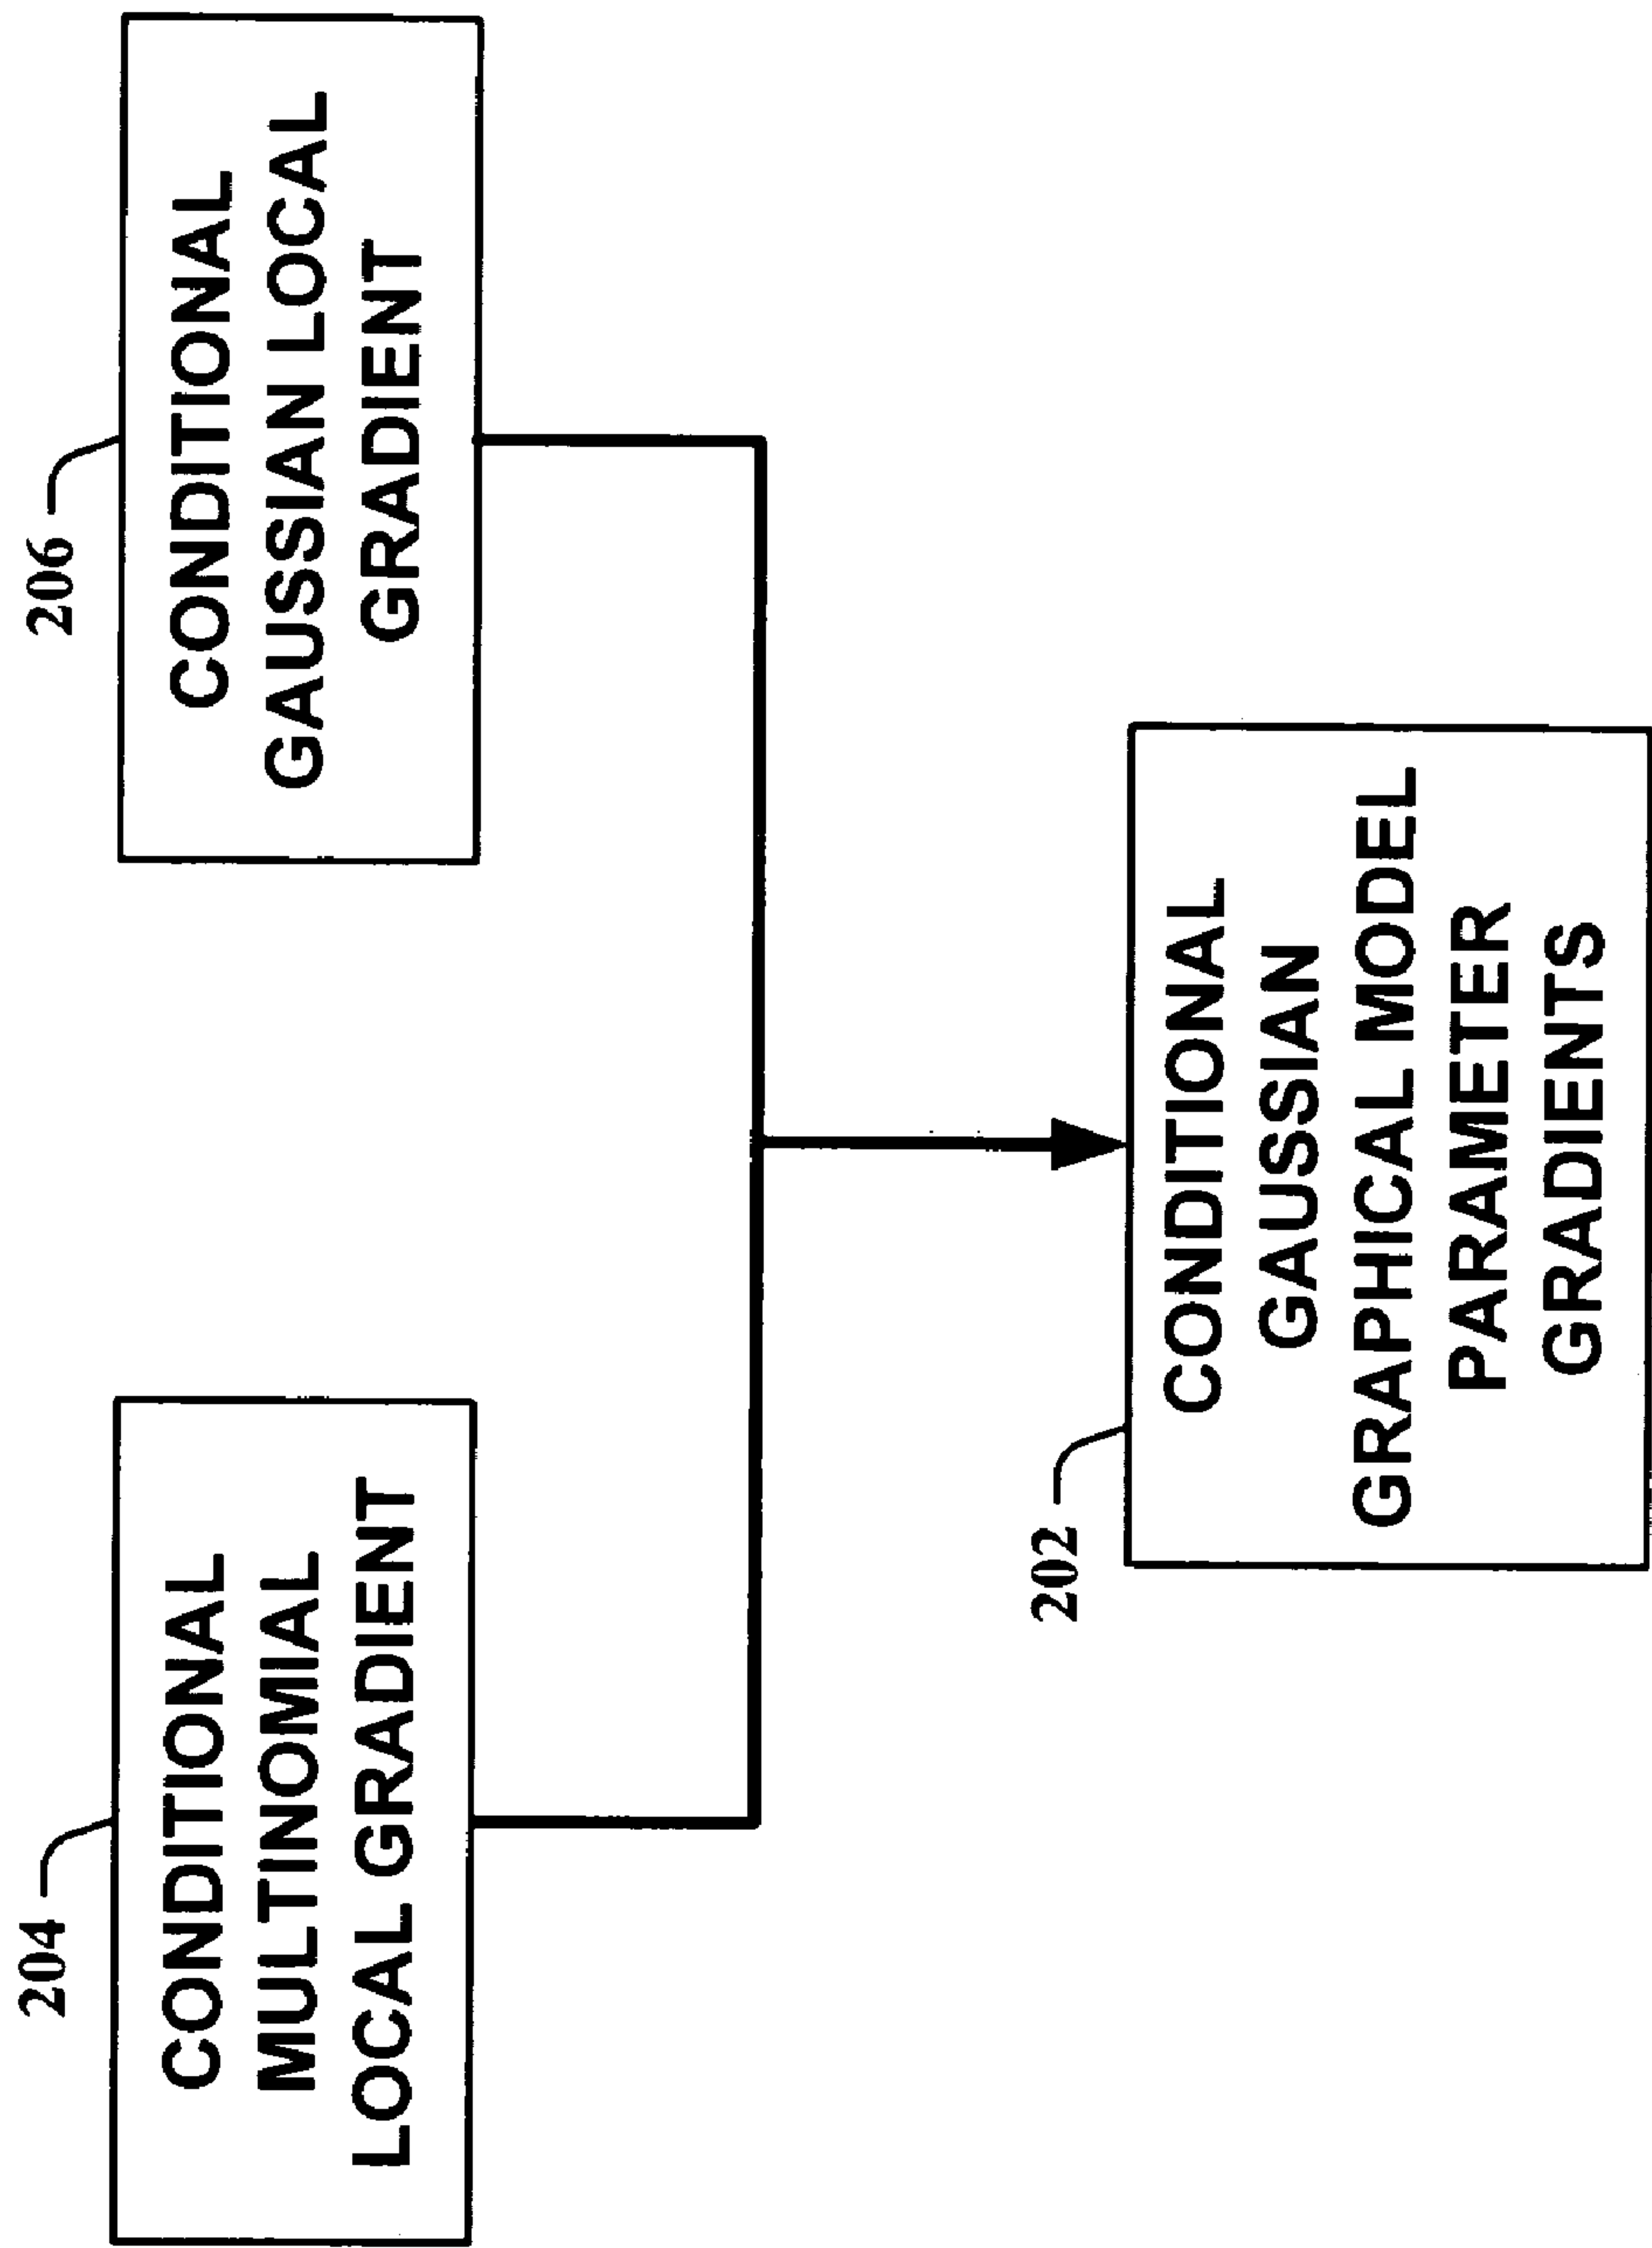 204
CONDITIONAL
MULTINOMIAL
LOCAL GRADIENT
206
CONDITIONAL
GAUSSIAN LOCAL
GRADIENT
202
CONDITIONAL
GAUSSIAN
GRAPHICAL MODEL
PARAMETER
GRADIENTS